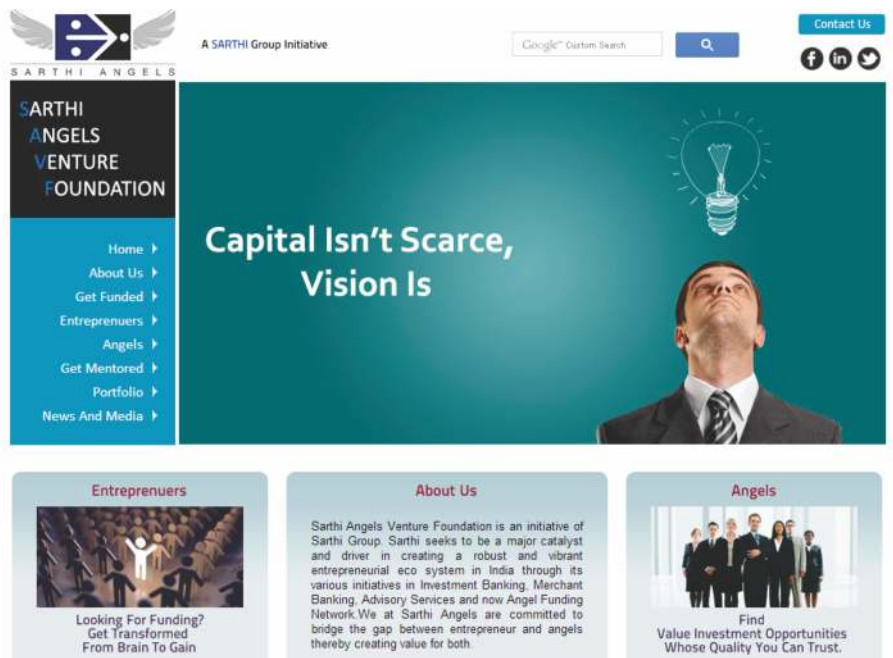 SARTHI ANGELS
A SARTHI Group Initiative
Google™ Custom Search
Contact Us
SARTHI
ANGELS
VENTURE
FOUNDATION
Home
About Us
Get Funded
Entreprenuers
Angels
Get Mentored
Portfolio
News And Media
Capital Isn't Scarce,
Vision Is
Entreprenuers
Looking For Funding?
Get Transformed
From Brain To Gain
About Us
Sarthi Angels Venture Foundation is an initiative of
Sarthi Group. Sarthi seeks to be a major catalyst
and driver in creating a robust and vibrant
entrepreneurial eco system in India through its
various initiatives in Investment Banking, Merchant
Banking, Advisory Services and now Angel Funding
Network.We at Sarthi Angels are committed to
bridge the gap between entrepreneur and angels
thereby creating value for both.
Angels
Find
Value Investment Opportunities
Whose Quality You Can Trust.